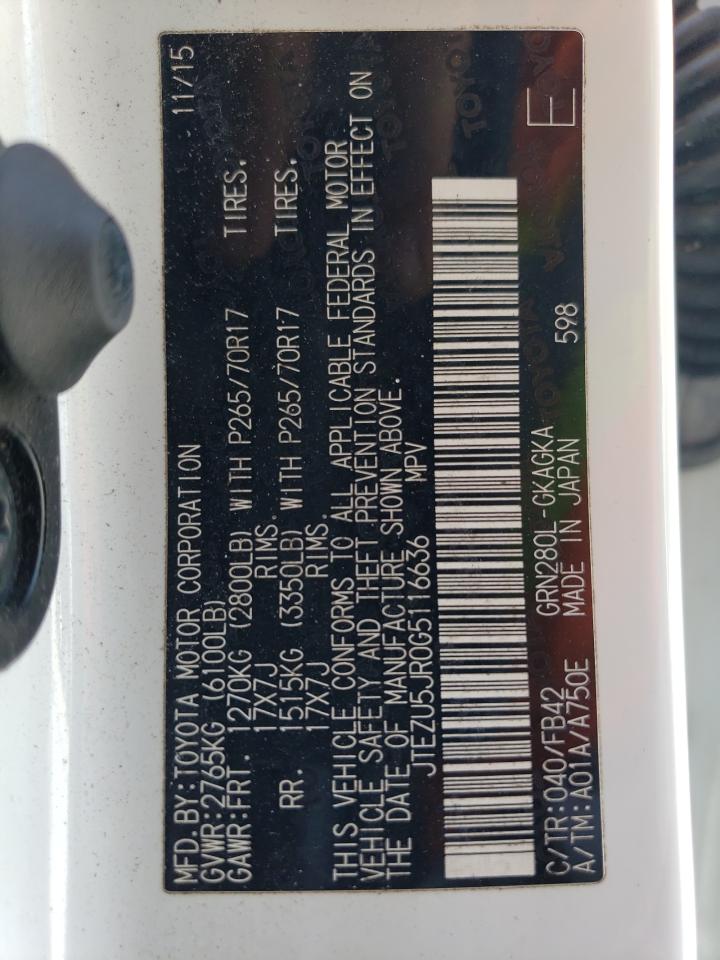 MFD.BY:TOYOTA MOTOR CORPORATION 11/15
GVWR:2765KG (6100LB)
GAWR:FRT. 1270KG (2800LB) WITH P265/70R17 TIRES.
17X7J RIMS.
RR. 1515KG (3350LB) WITH P265/70R17 TIRES.
17X7J RIMS.
THIS VEHICLE CONFORMS TO ALL APPLICABLE FEDERAL MOTOR
VEHICLE SAFETY AND THEFT PREVENTION STANDARDS IN EFFECT ON
THE DATE OF MANUFACTURE SHOWN ABOVE.
JTEZU5JR0G5116636 MPV
C/TR:040/FB42 GRN280L-GKAGKA 598
A/TM:A01A/A750E MADE IN JAPAN E